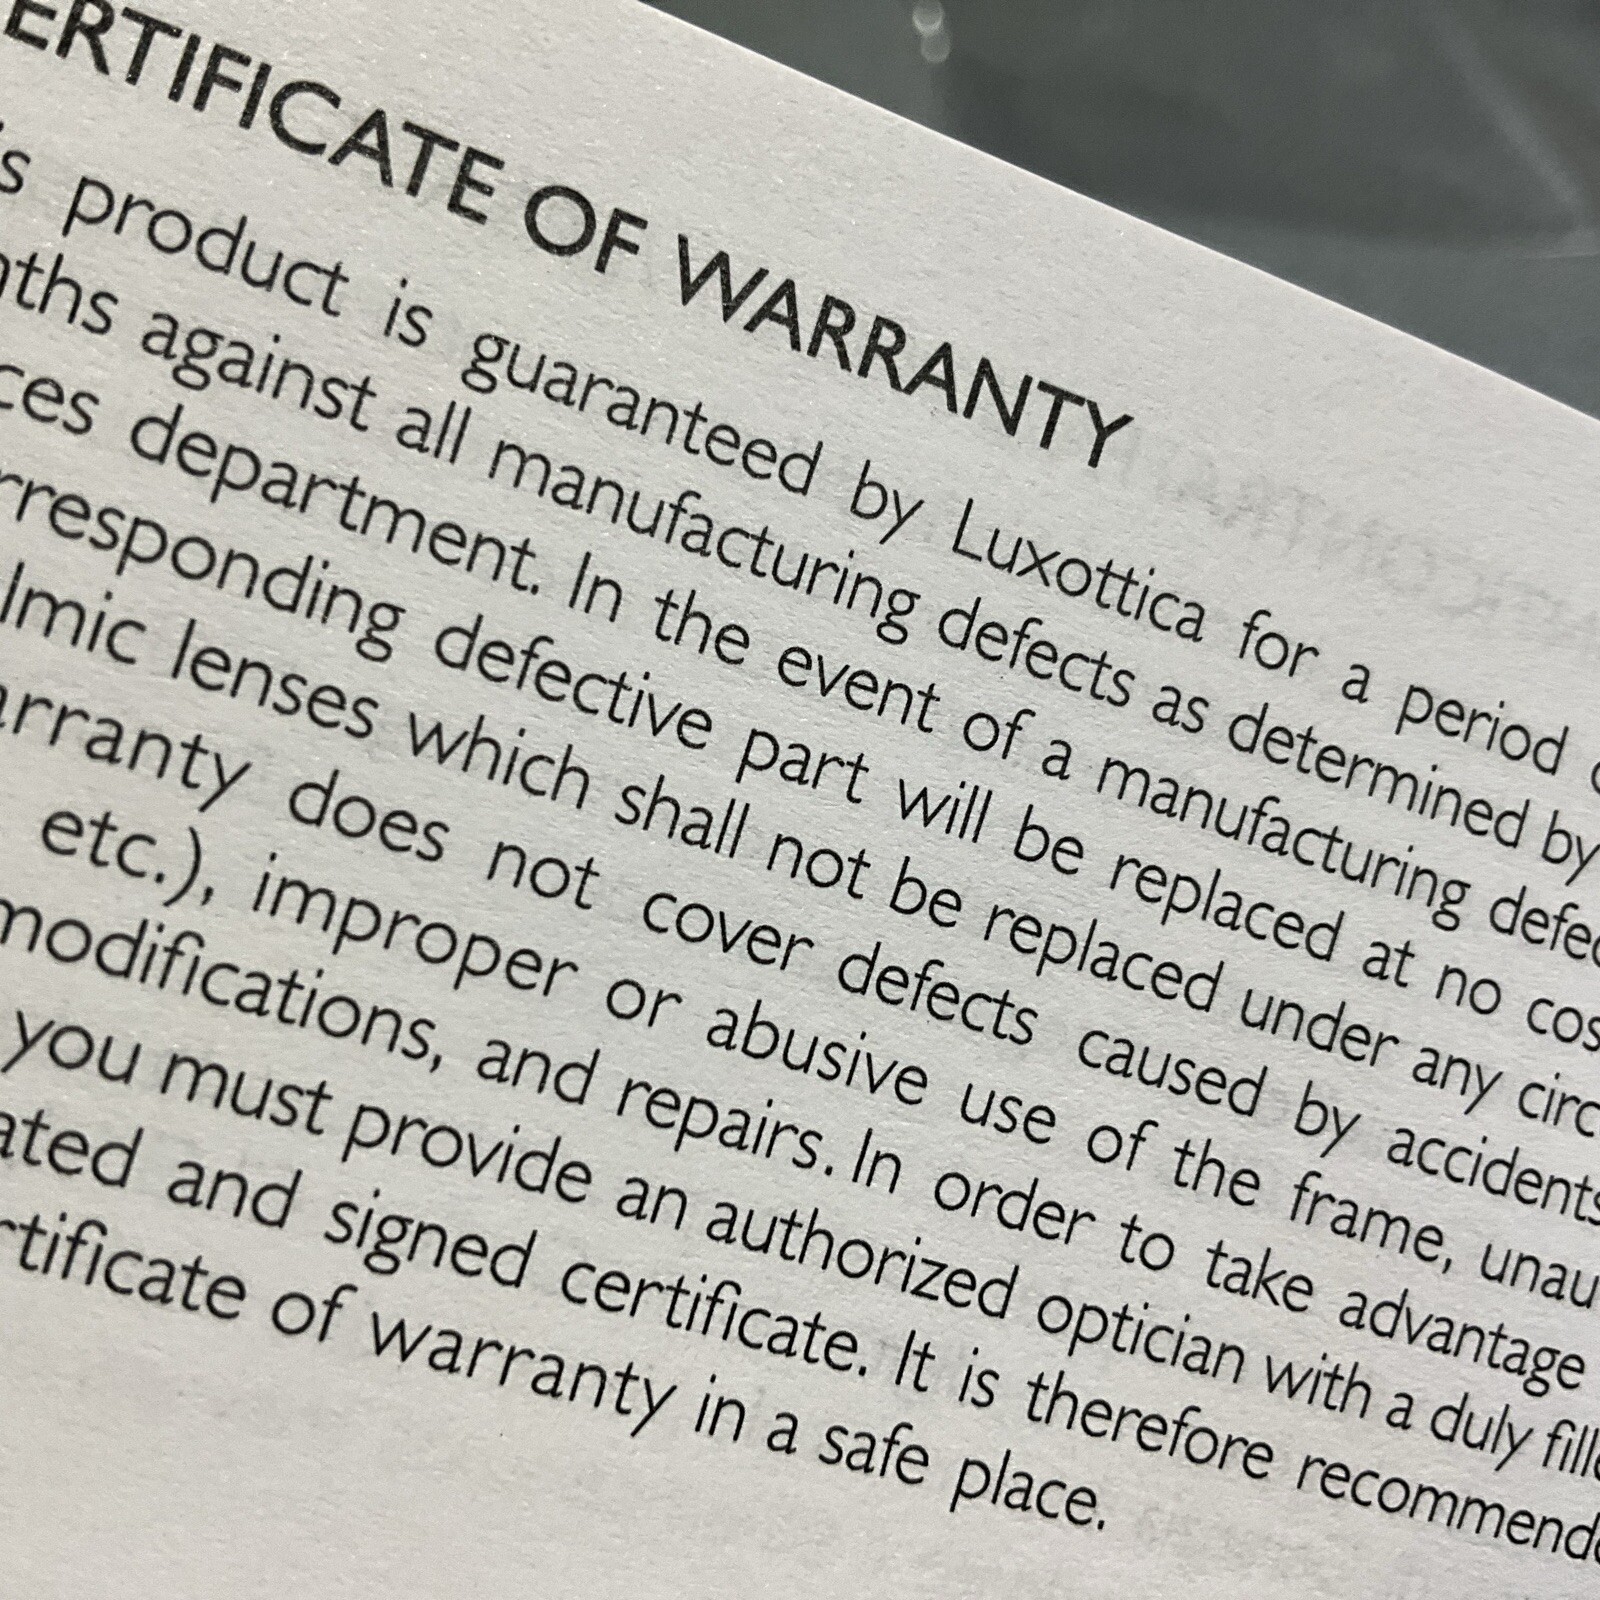 ERTIFICATE OF WARRANTY
s product is guaranteed by Luxottica for a period
nths against all manufacturing defects as determined by
ces department. In the event of a manufacturing defec
rresponding defective part will be replaced at no cos
lmic lenses which shall not be replaced under any circ
arranty does not cover defects caused by accidents
etc.), improper or abusive use of the frame, unau
modifications, and repairs. In order to take advantage
you must provide an authorized optician with a duly fille
ated and signed certificate. It is therefore recommende
rtificate of warranty in a safe place.